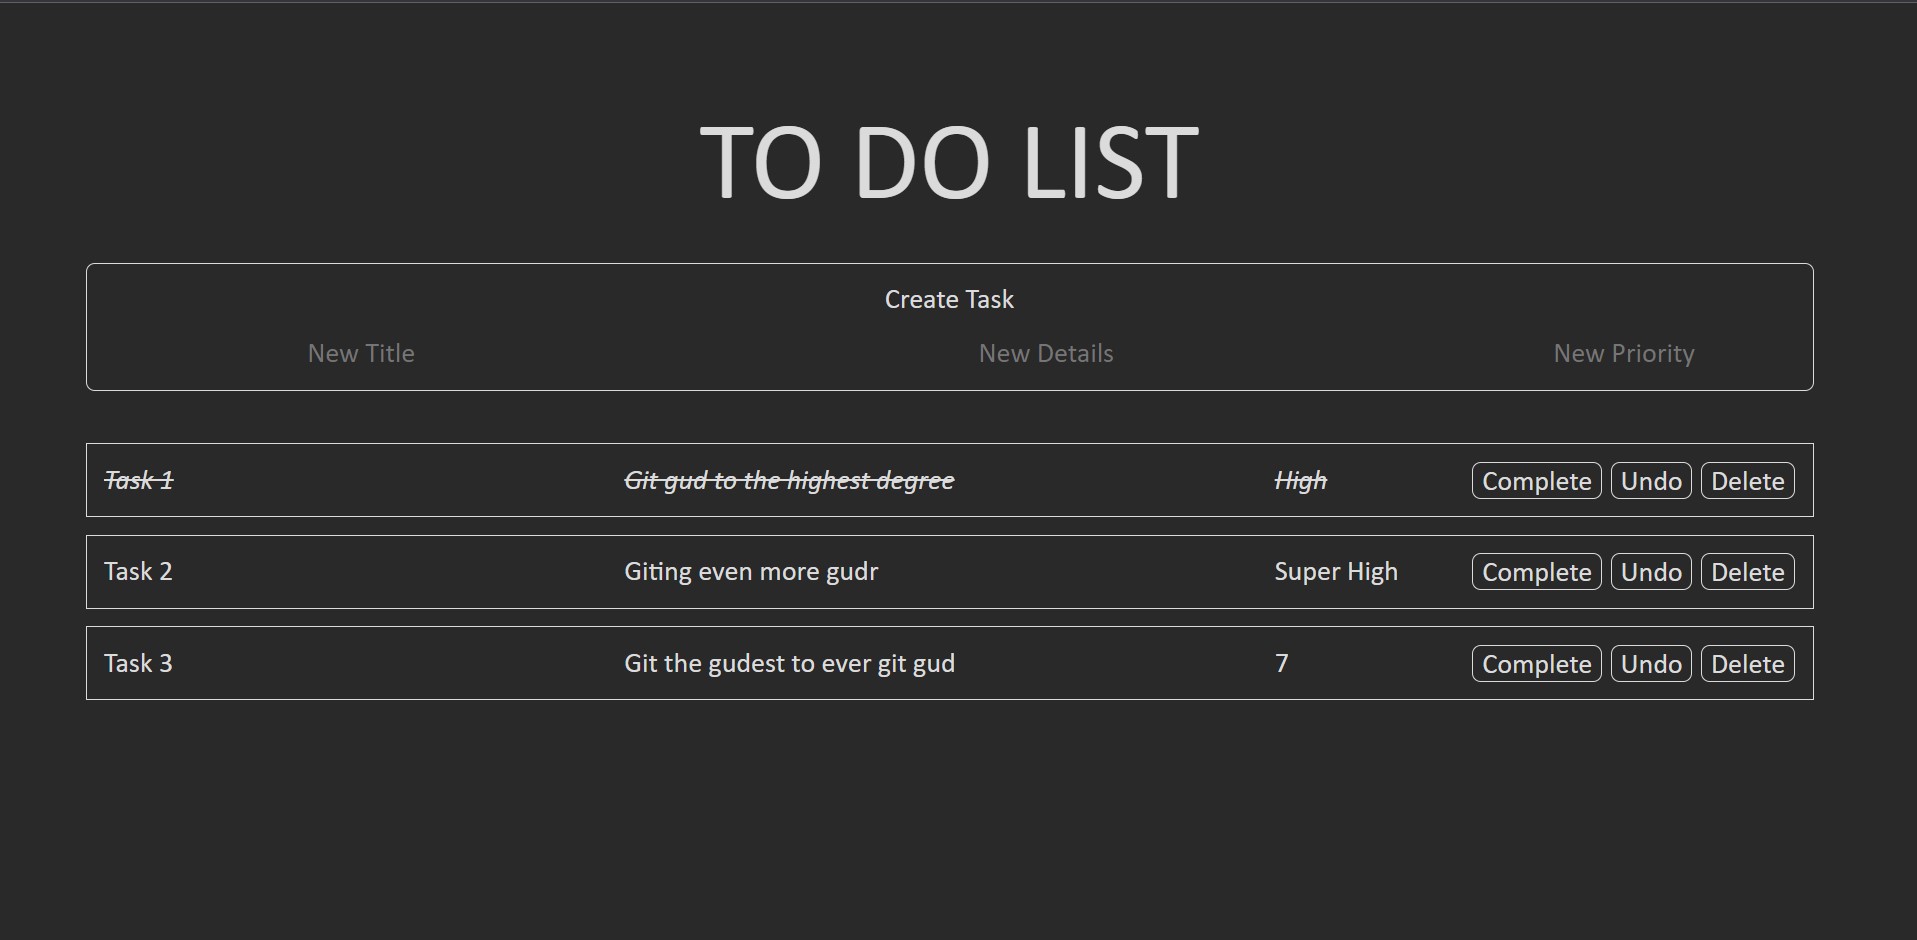 TO DO LIST
Create Task
New Title New Details New Priority
Task 1 Git gud to the highest degree High Complete Undo Delete
Task 2 Giting even more gudr Super High Complete Undo Delete
Task 3 Git the gudest to ever git gud 7 Complete Undo Delete